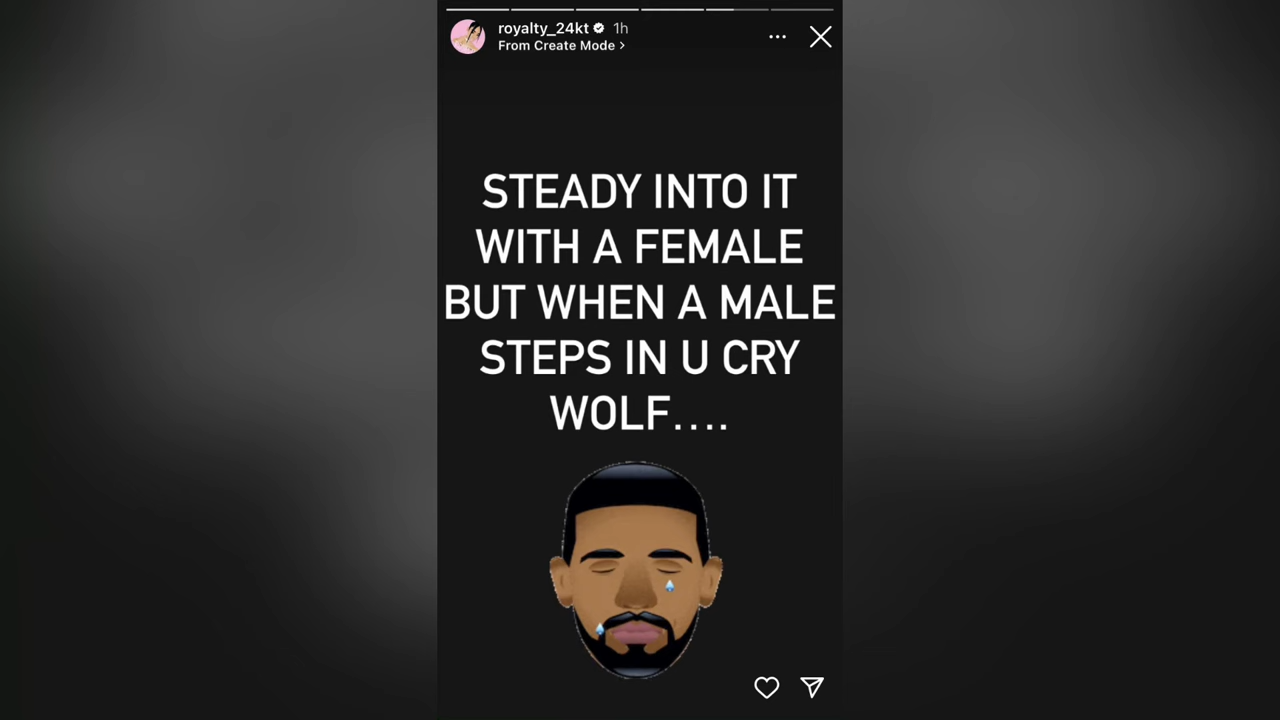 royalty_24kt 1h
From Create Mode >
STEADY INTO IT
WITH A FEMALE
BUT WHEN A MALE
STEPS IN U CRY
WOLF....